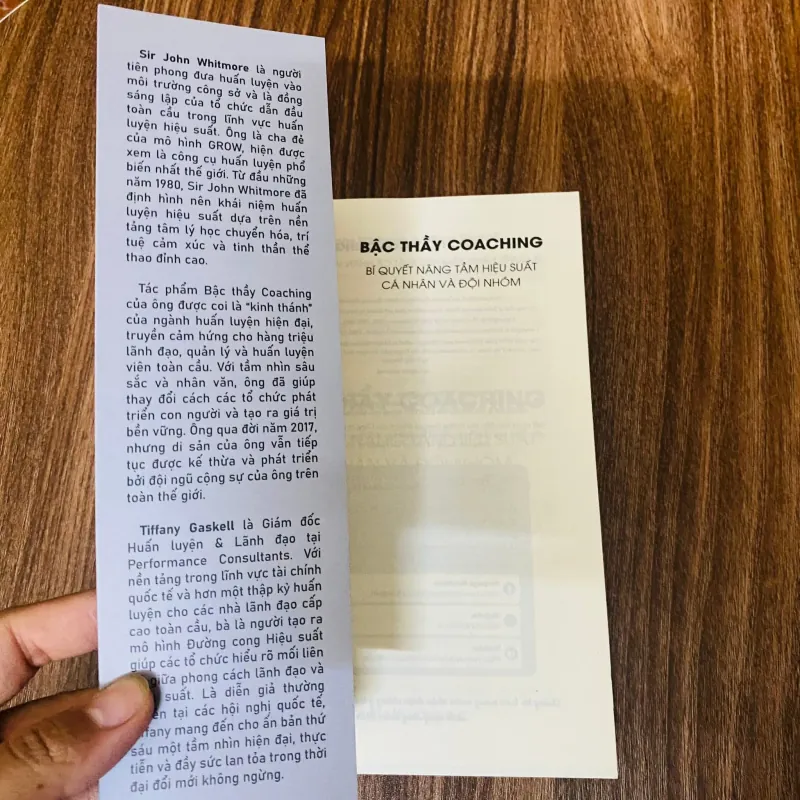 Sir John Whitmore là người
tiên phong đưa huấn luyện vào
môi trường công sở và là đồng
sáng lập của tổ chức dẫn đầu
toàn cầu trong lĩnh vực huấn
luyện hiệu suất. Ông là cha đẻ
của mô hình GROW, hiện được
xem là công cụ huấn luyện phổ
biến nhất thế giới. Từ đầu những
năm 1980, Sir John Whitmore đã
định hình nên khái niệm huấn
luyện hiệu suất dựa trên nền
tảng tâm lý học chuyển hóa, trí
tuệ cảm xúc và tinh thần thể
thao đỉnh cao.
Tác phẩm Bậc thầy Coaching
của ông được coi là "kinh thánh"
của ngành huấn luyện hiện đại,
truyền cảm hứng cho hàng triệu
lãnh đạo, quản lý và huấn luyện
viên toàn cầu. Với tầm nhìn sâu
sắc và nhân văn, ông đã giúp
thay đổi cách các tổ chức phát
triển con người và tạo ra giá trị
bền vững. Ông qua đời năm 2017,
nhưng di sản của ông vẫn tiếp
tục được kế thừa và phát triển
bởi đội ngũ cộng sự của ông trên
toàn thế giới.
Tiffany Gaskell là Giám đốc
Huấn luyện & Lãnh đạo tại
Performance Consultants. Với
nền tảng trong lĩnh vực tài chính
quốc tế và hơn một thập kỷ huấn
luyện cho các nhà lãnh đạo cấp
cao toàn cầu, bà là người tạo ra
mô hình Đường cong Hiệu suất
giúp các tổ chức hiểu rõ mối liên
giữa phong cách lãnh đạo và
suất. Là diễn giả thường
tại các hội nghị quốc tế,
Tiffany mang đến cho ấn bản thứ
sáu một tầm nhìn hiện đại, thực
tiễn và đầy sức lan tỏa trong thời
đại đổi mới không ngừng.
BẬC THẦY COACHING
BÍ QUYẾT NÂNG TẦM HIỆU SUẤT
CÁ NHÂN VÀ ĐỘI NHÓM